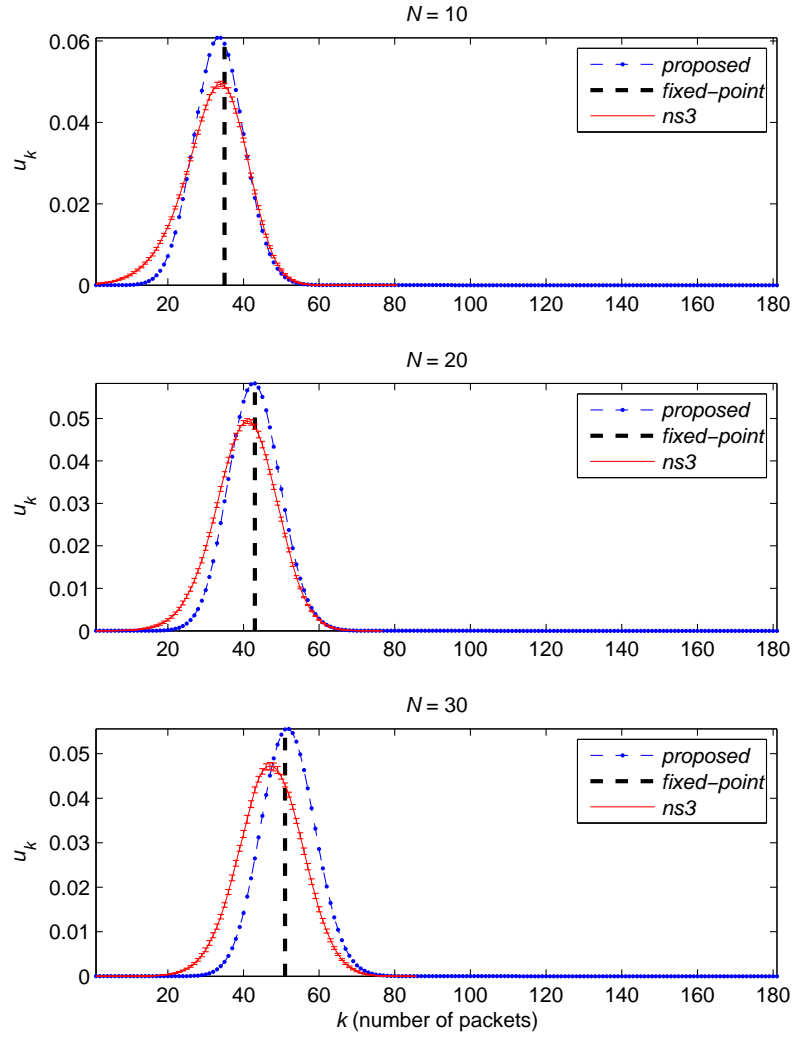 N = 10
0.06
0.04
0.02
0
u_k
proposed
fixed−point
ns3
20 40 60 80 100 120 140 160 180
N = 20
0.05
0.04
0.03
0.02
0.01
0
u_k
proposed
fixed−point
ns3
20 40 60 80 100 120 140 160 180
N = 30
0.05
0.04
0.03
0.02
0.01
0
u_k
proposed
fixed−point
ns3
20 40 60 80 100 120 140 160 180
k (number of packets)